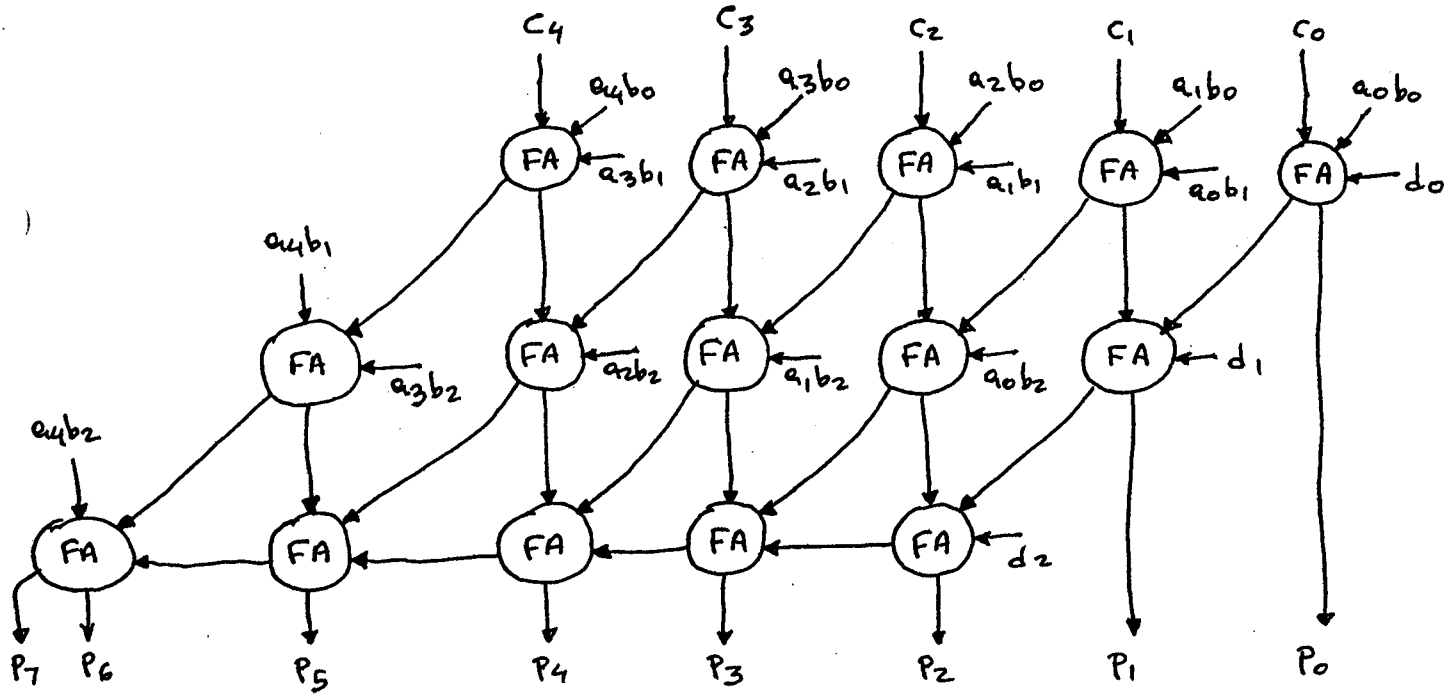 C4 C3 C2 C1 C0
a4b0 a3b0 a2b0 a1b0 a0b0
FA FA FA FA FA
a3b1 a2b1 a1b1 a0b1 d0
a4b1
FA FA FA FA FA
a3b2 a2b2 a1b2 a0b2 d1
a4b2
FA FA FA FA FA
d2
P7 P6 P5 P4 P3 P2 P1 P0